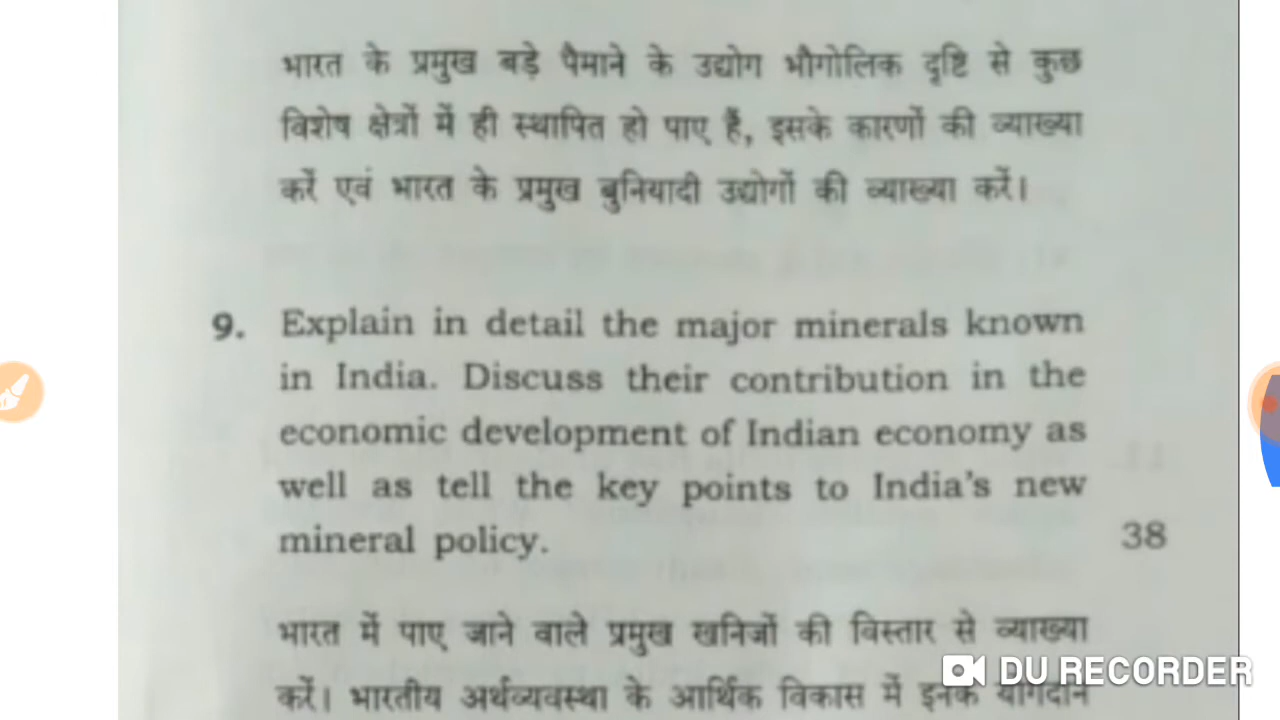 भारत के प्रमुख बड़े पैमाने के उद्योग भौगोलिक दृष्टि से कुछ
विशेष क्षेत्रों में ही स्थापित हो पाए हैं, इसके कारणों की व्याख्या
करें एवं भारत के प्रमुख बुनियादी उद्योगों की व्याख्या करें।
9. Explain in detail the major minerals known
in India. Discuss their contribution in the
economic development of Indian economy as
well as tell the key points to India's new
mineral policy. 38
भारत में पाए जाने वाले प्रमुख खनिजों की विस्तार से व्याख्या
करें। भारतीय अर्थव्यवस्था के आर्थिक विकास में इनके योगदान
DU RECORDER